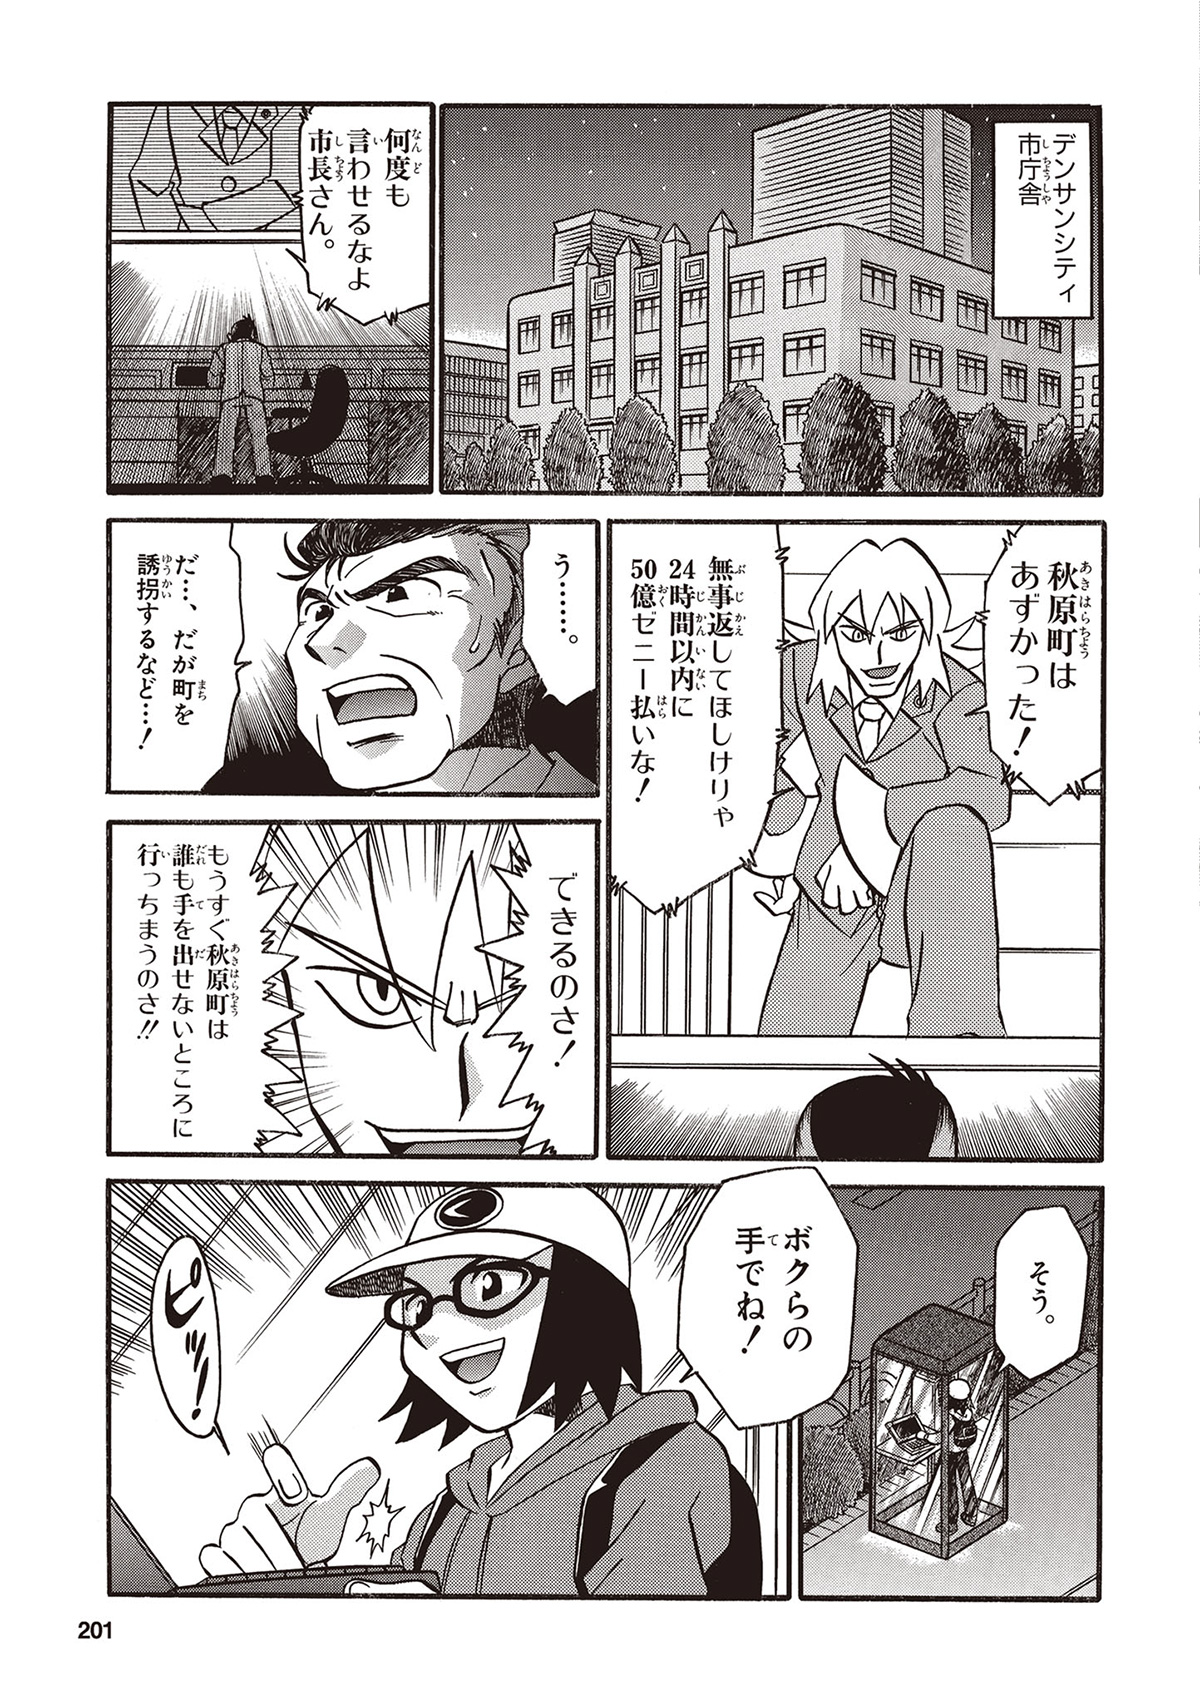 デンサンシティ
市庁舎
何度も
言わせるなよ
市長さん。
秋原町は
あずかった!
無事返してほしけりゃ
24時間以内に
50億ゼニー払いな!
う……。
だ…、だが町を
誘拐するなど…!
できるのさ!
もうすぐ秋原町は
誰も手を出せないところに
行っちまうのさ!!
そう。
ボクらの
手でね!
ピッ!
201